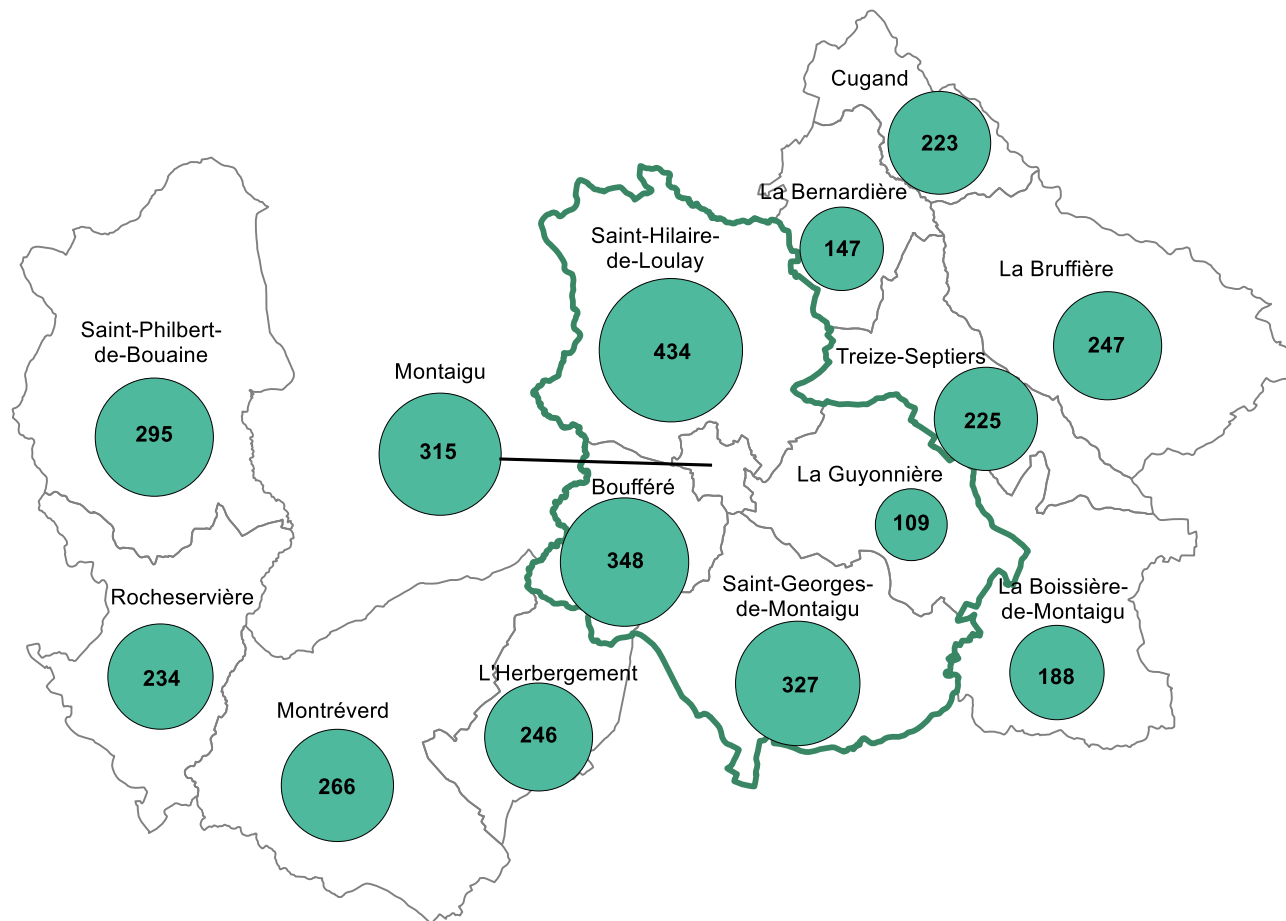 Cugand
223
La Bernardière
147
Saint-Hilaire-
de-Loulay
434
La Bruffière
247
Saint-Philbert-
de-Bouaine
295
Montaigu
315
Treize-Septiers
225
Boufféré
348
La Guyonnière
109
Rocheservière
234
Saint-Georges-
de-Montaigu
327
La Boissière-
de-Montaigu
188
L'Herbergement
246
Montréverd
266